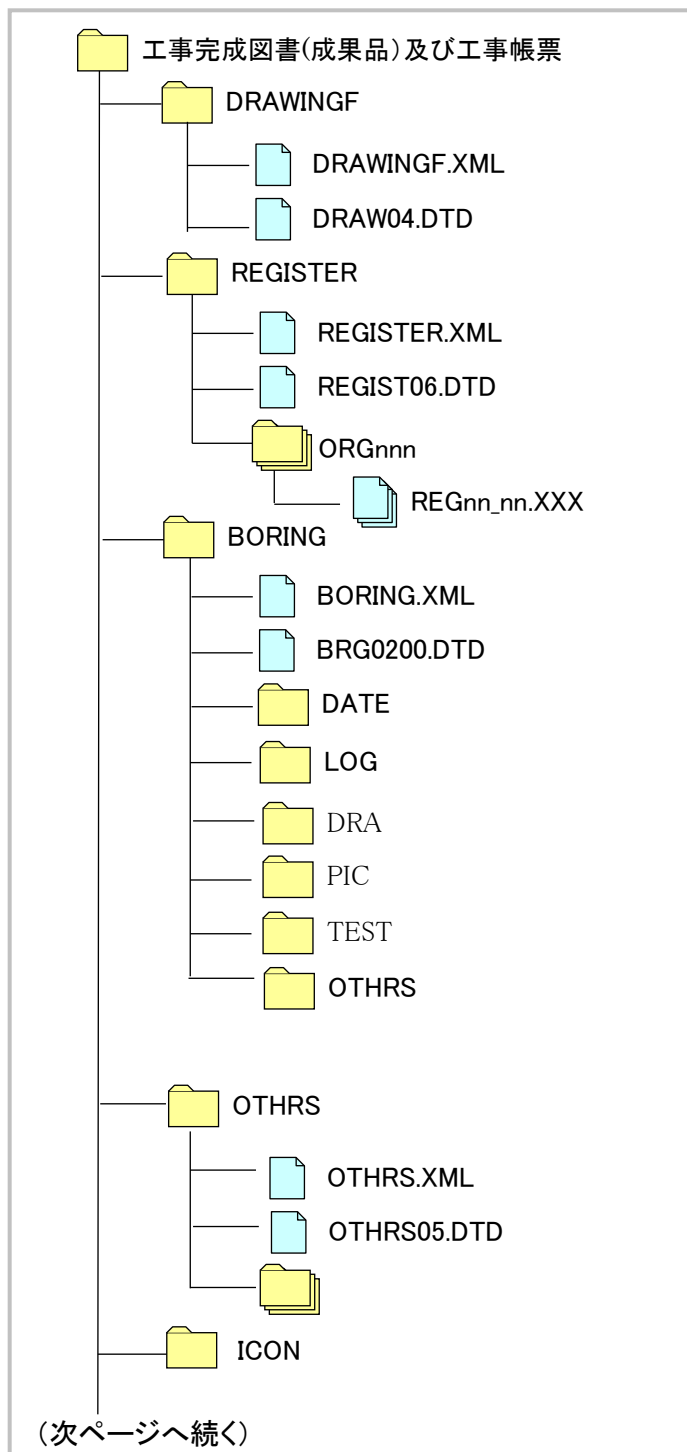 工事完成図書(成果品)及び工事帳票
DRAWINGF
DRAWINGF.XML
DRAW04.DTD
REGISTER
REGISTER.XML
REGIST06.DTD
ORGnnn
REGnn_nn.XXX
BORING
BORING.XML
BRG0200.DTD
DATE
LOG
DRA
PIC
TEST
OTHRS
OTHRS
OTHRS.XML
OTHRS05.DTD
ICON
(次ページへ続く)